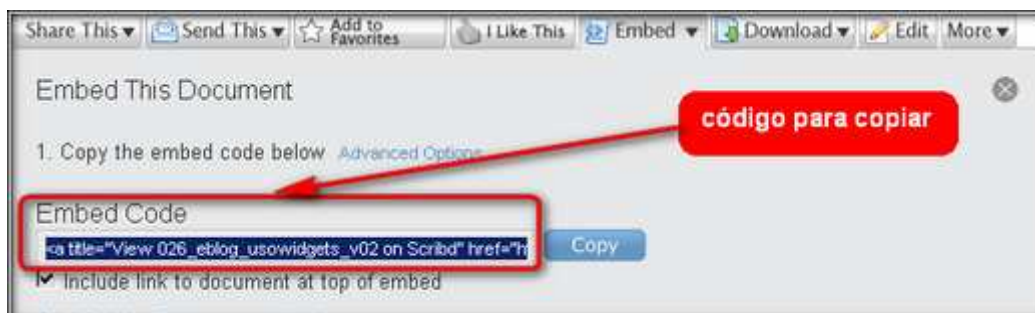 Share This ▼ Send This ▼ Add to Favorites I Like This Embed ▼ Download ▼ Edit More ▼
Embed This Document
código para copiar
1. Copy the embed code below Advanced Options
Embed Code
<a title="View 026_eblog_usowidgets_v02 on Scribd" href="h
Copy
Include link to document at top of embed